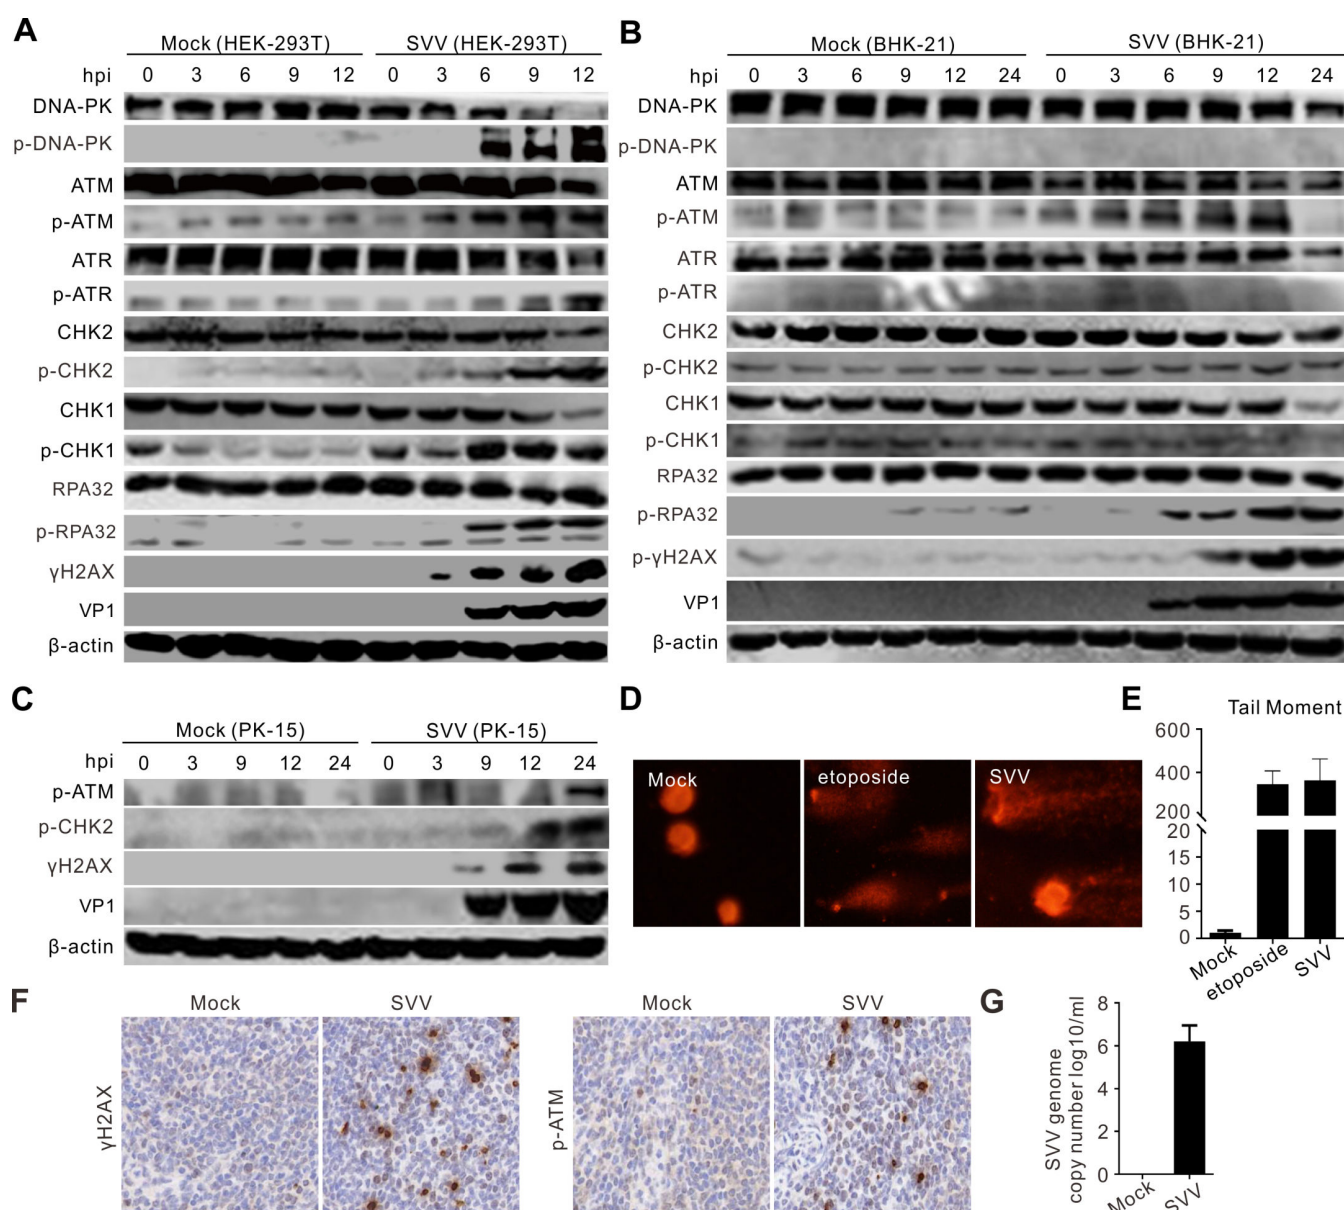 A
Mock (HEK-293T) SVV (HEK-293T)
hpi 0 3 6 9 12 0 3 6 9 12
DNA-PK
p-DNA-PK
ATM
p-ATM
ATR
p-ATR
CHK2
p-CHK2
CHK1
p-CHK1
RPA32
p-RPA32
γH2AX
VP1
β-actin
B
Mock (BHK-21) SVV (BHK-21)
hpi 0 3 6 9 12 24 0 3 6 9 12 24
DNA-PK
p-DNA-PK
ATM
p-ATM
ATR
p-ATR
CHK2
p-CHK2
CHK1
p-CHK1
RPA32
p-RPA32
p-γH2AX
VP1
β-actin
C
Mock (PK-15) SVV (PK-15)
hpi 0 3 9 12 24 0 3 9 12 24
p-ATM
p-CHK2
γH2AX
VP1
β-actin
D
Mock etoposide SVV
E
Tail Moment
600
400
200
20
15
10
5
0
Mock etoposide SVV
F
Mock SVV Mock SVV
γH2AX
p-ATM
G
SVV genome
copy number log10/ml
8
6
4
2
0
Mock SVV